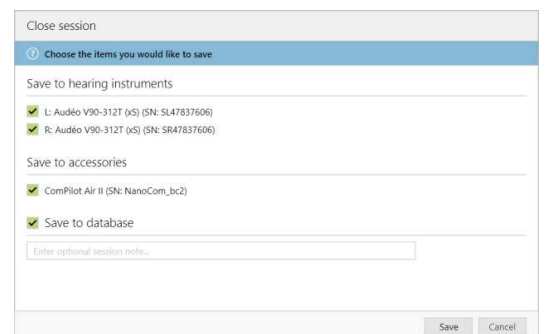 Close session
? Choose the items you would like to save
Save to hearing instruments
L: Audéo V90-312T (xS) (SN: SL47837606)
R: Audéo V90-312T (xS) (SN: SR47837606)
Save to accessories
ComPilot Air II (SN: NanoCom_bc2)
Save to database
Enter optional session note...
Save Cancel